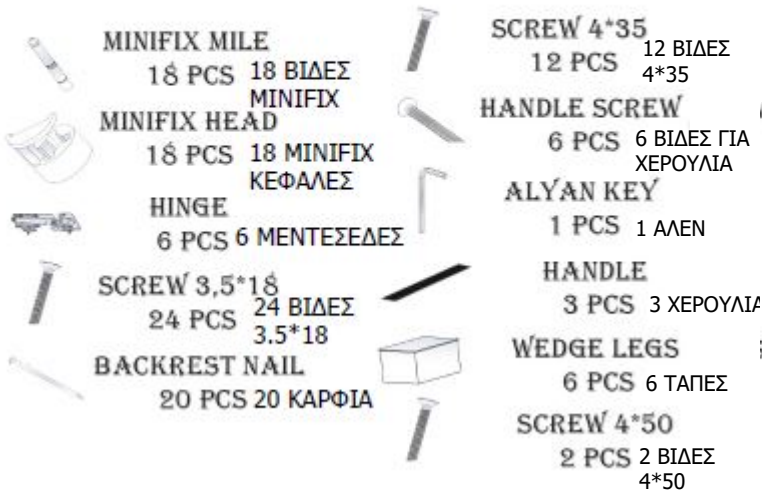 MINIFIX MILE
18 PCS 18 ΒΙΔΕΣ
MINIFIX
MINIFIX HEAD
18 PCS 18 MINIFIX
ΚΕΦΑΛΕΣ
HINGE
6 PCS 6 ΜΕΝΤΕΣΕΔΕΣ
SCREW 3,5*18
24 PCS 24 ΒΙΔΕΣ
3.5*18
BACKREST NAIL
20 PCS 20 ΚΑΡΦΙΑ
SCREW 4*35
12 PCS 12 ΒΙΔΕΣ
4*35
HANDLE SCREW
6 PCS 6 ΒΙΔΕΣ ΓΙΑ
ΧΕΡΟΥΛΙΑ
ALYAN KEY
1 PCS 1 ΑΛΕΝ
HANDLE
3 PCS 3 ΧΕΡΟΥΛΙΑ
WEDGE LEGS
6 PCS 6 ΤΑΠΕΣ
SCREW 4*50
2 PCS 2 ΒΙΔΕΣ
4*50